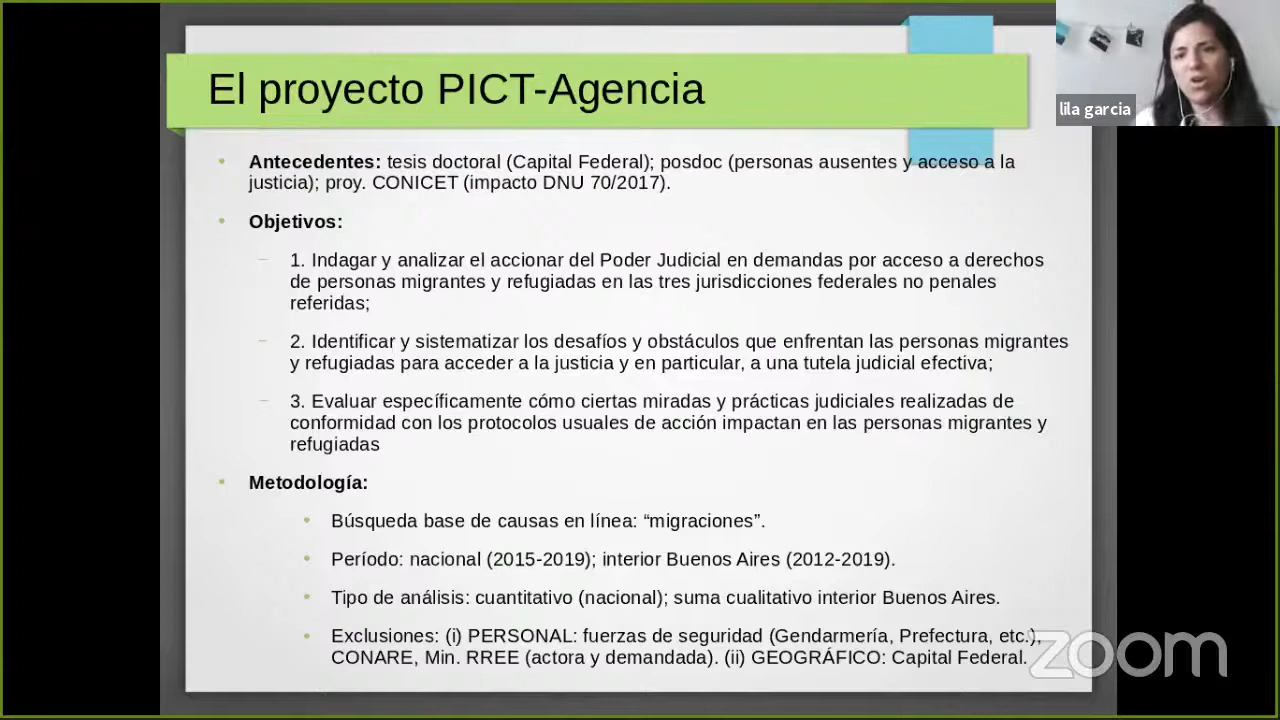 El proyecto PICT-Agencia
lila garcia
Antecedentes: tesis doctoral (Capital Federal); posdoc (personas ausentes y acceso a la
justicia); proy. CONICET (impacto DNU 70/2017).
Objetivos:
1. Indagar y analizar el accionar del Poder Judicial en demandas por acceso a derechos
de personas migrantes y refugiadas en las tres jurisdicciones federales no penales
referidas;
2. Identificar y sistematizar los desafíos y obstáculos que enfrentan las personas migrantes
y refugiadas para acceder a la justicia y en particular, a una tutela judicial efectiva;
3. Evaluar específicamente cómo ciertas miradas y prácticas judiciales realizadas de
conformidad con los protocolos usuales de acción impactan en las personas migrantes y
refugiadas
Metodología:
Búsqueda base de causas en línea: “migraciones”.
Período: nacional (2015-2019); interior Buenos Aires (2012-2019).
Tipo de análisis: cuantitativo (nacional); suma cualitativo interior Buenos Aires.
Exclusiones: (i) PERSONAL: fuerzas de seguridad (Gendarmería, Prefectura, etc.),
CONARE, Min. RREE (actora y demandada). (ii) GEOGRÁFICO: Capital Federal.
zoom